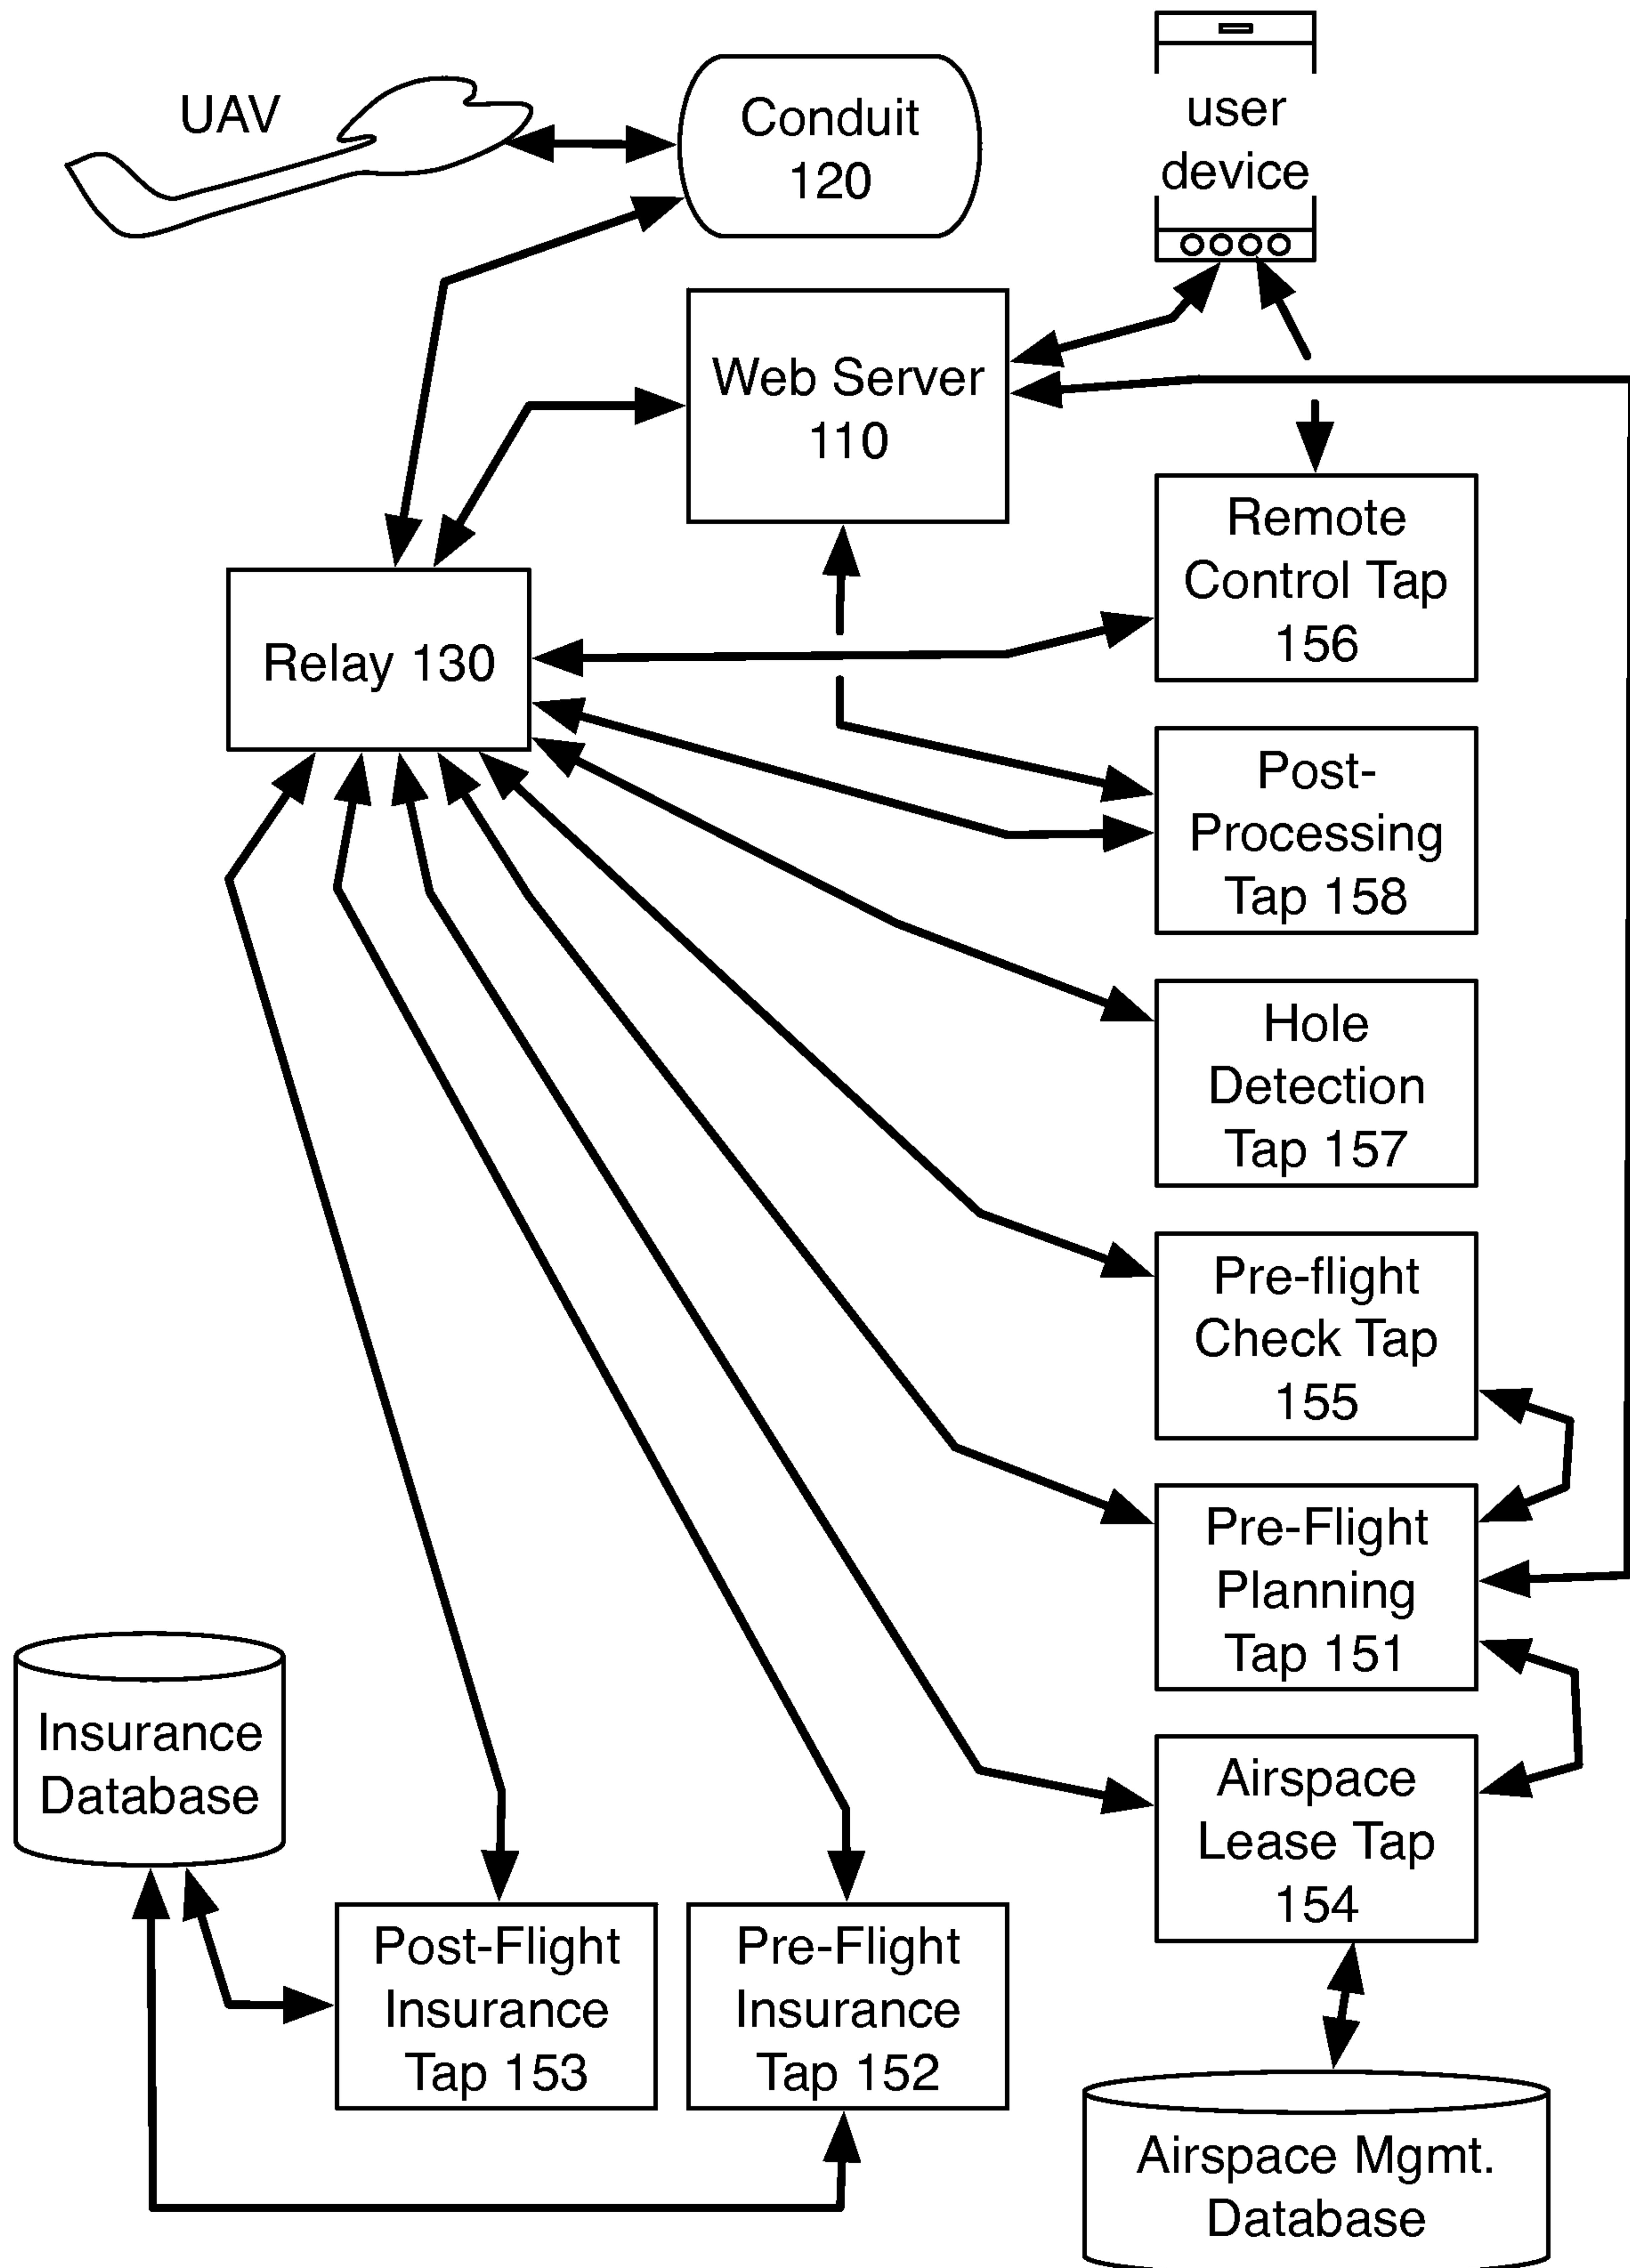 UAV
Conduit
120
user
device
Web Server
110
Remote
Control Tap
156
Relay 130
Post-
Processing
Tap 158
Hole
Detection
Tap 157
Pre-flight
Check Tap
155
Pre-Flight
Planning
Tap 151
Insurance
Database
Airspace
Lease Tap
154
Post-Flight
Insurance
Tap 153
Pre-Flight
Insurance
Tap 152
Airspace Mgmt.
Database